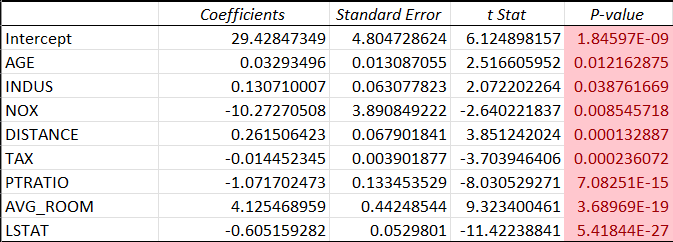 Coefficients Standard Error t Stat P-value
Intercept 29.42847349 4.804728624 6.124898157 1.84597E-09
AGE 0.03293496 0.013087055 2.516605952 0.012162875
INDUS 0.130710007 0.063077823 2.072202264 0.038761669
NOX -10.27270508 3.890849222 -2.640221837 0.008545718
DISTANCE 0.261506423 0.067901841 3.851242024 0.000132887
TAX -0.014452345 0.003901877 -3.703946406 0.000236072
PTRATIO -1.071702473 0.133453529 -8.030529271 7.08251E-15
AVG_ROOM 4.125468959 0.44248544 9.323400461 3.68969E-19
LSTAT -0.605159282 0.0529801 -11.42238841 5.41844E-27